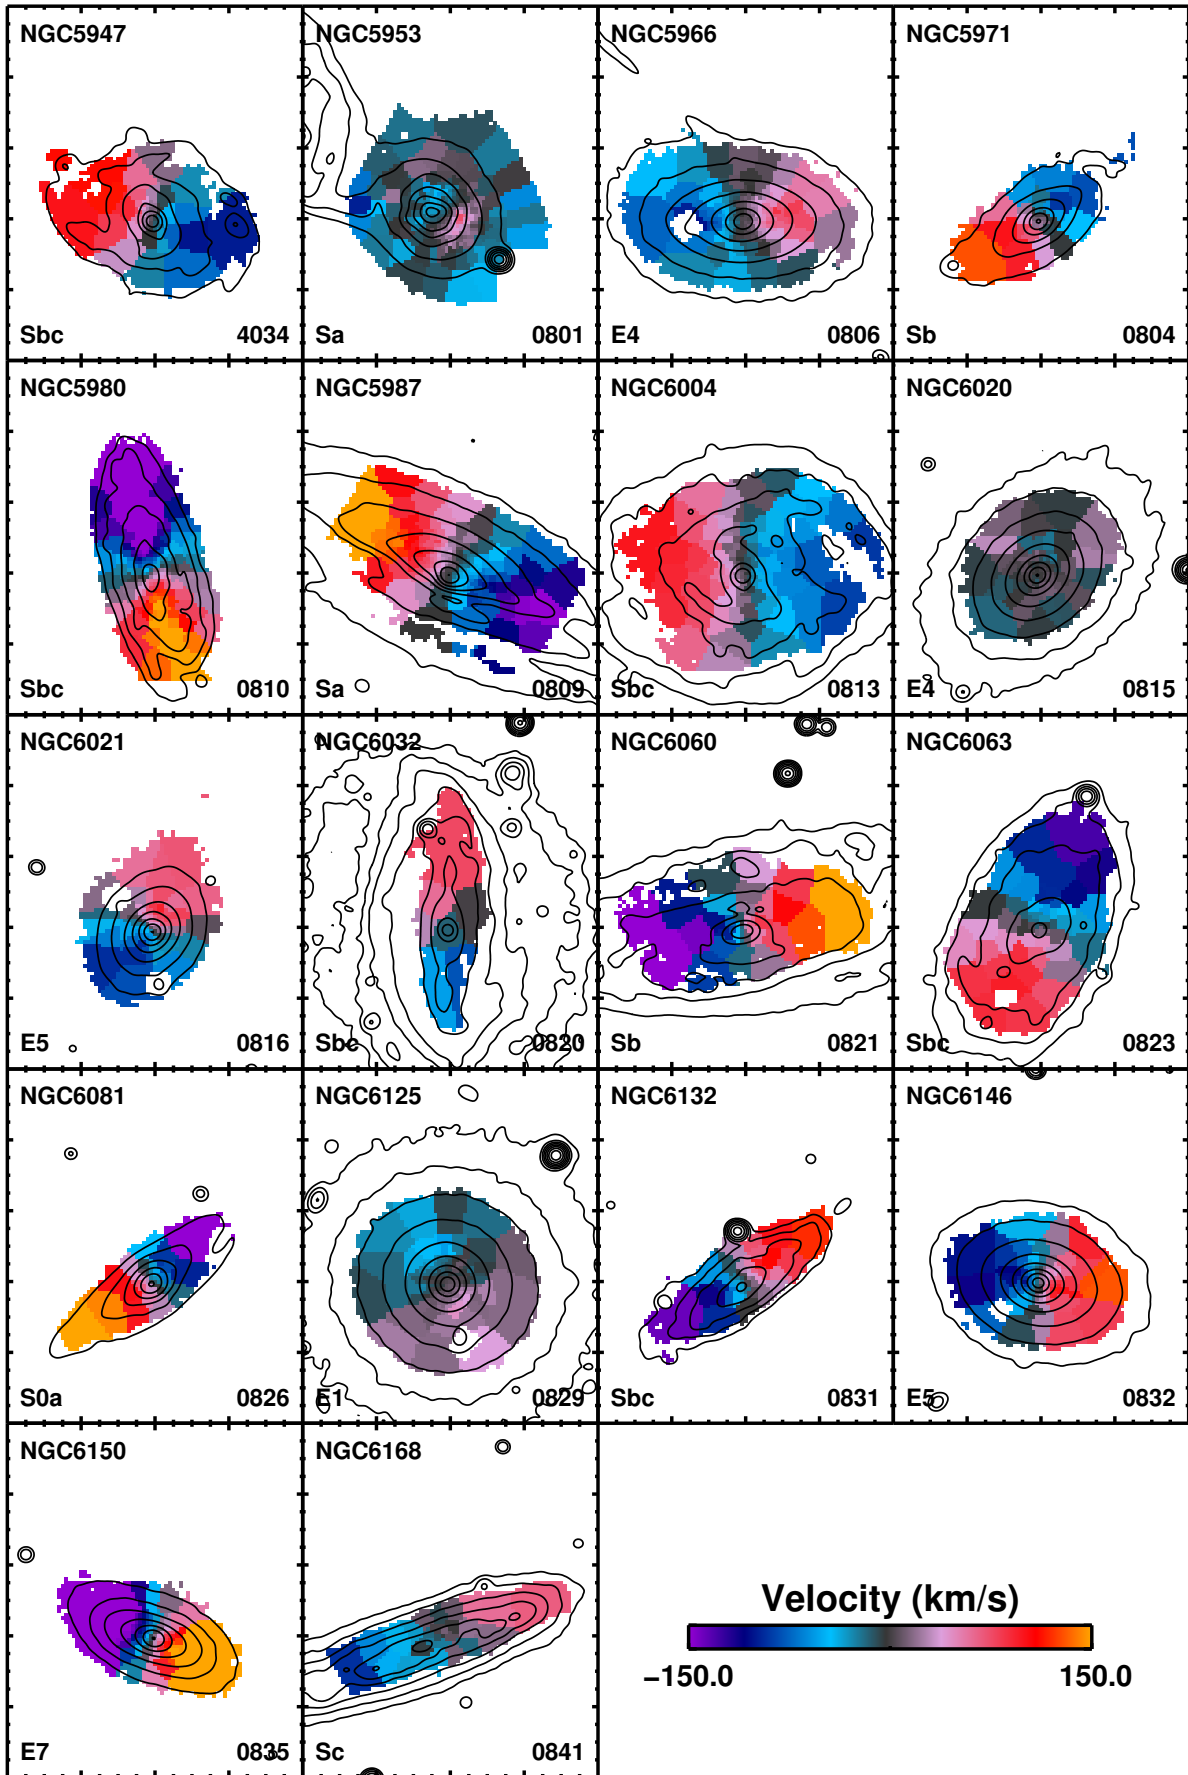 NGC5947 NGC5953 NGC5966 NGC5971
Sbc 4034 Sa 0801 E4 0806 Sb 0804
NGC5980 NGC5987 NGC6004 NGC6020
Sbc 0810 Sa 0809 Sbc 0813 E4 0815
NGC6021 NGC6032 NGC6060 NGC6063
E5 0816 Sbc 0820 Sb 0821 Sbc 0823
NGC6081 NGC6125 NGC6132 NGC6146
S0a 0826 E1 0829 Sbc 0831 E5 0832
NGC6150 NGC6168
Velocity (km/s)
−150.0 150.0
E7 0835 Sc 0841